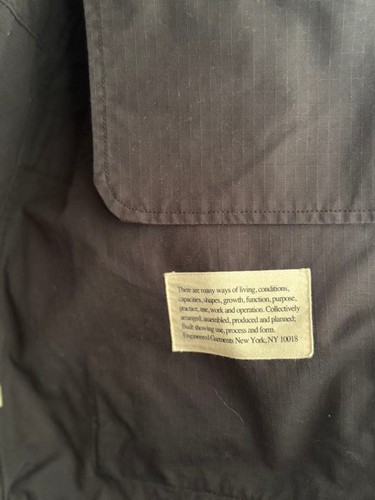 There are many ways of living, conditions,
capacities, shapes, growth, function, purpose,
practice, use, work and operation. Collectively
arranged, assembled, produced and planned;
Built showing use, process and form.
Engineered Garments New York, NY 10018